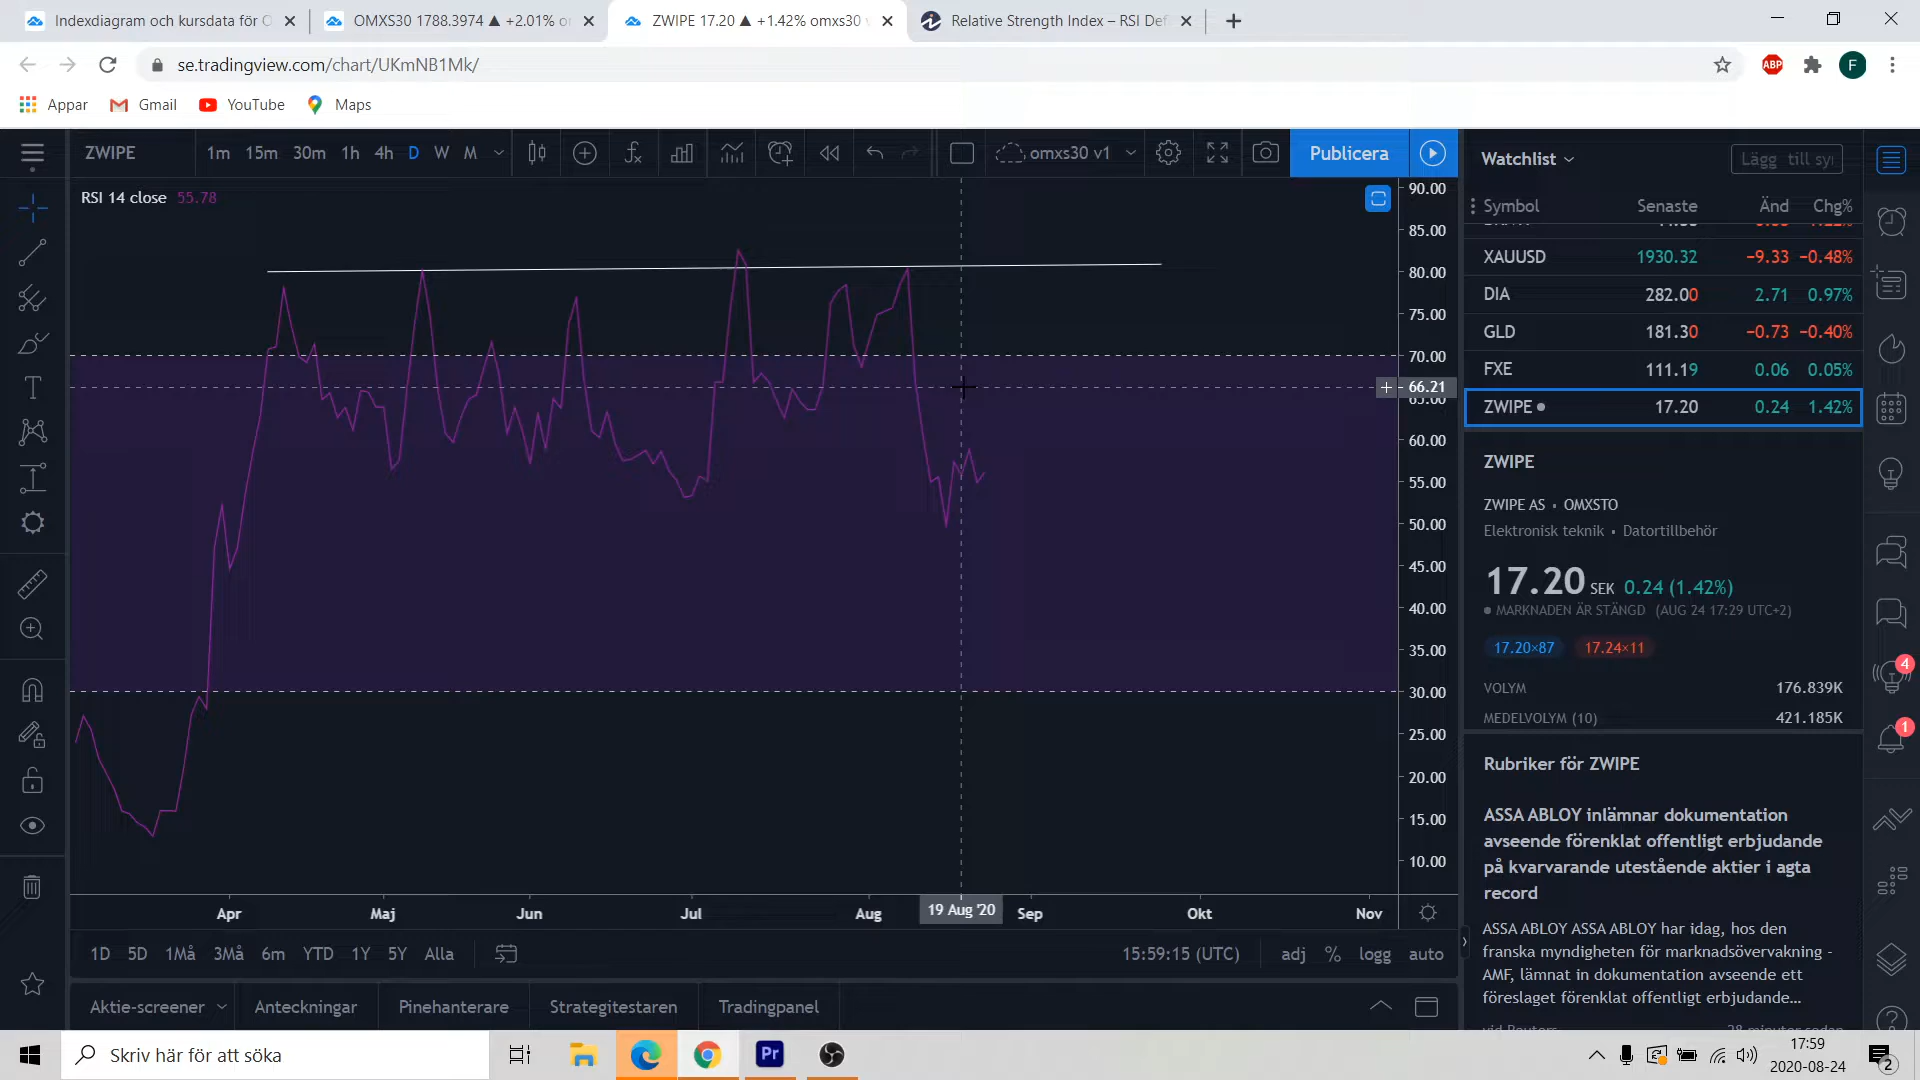 Indexdiagram och kursdata för O
OMXS30 1788.3974 ▲ +2.01% o
ZWIPE 17.20 ▲ +1.42% omxs30 v
Relative Strength Index – RSI Def
se.tradingview.com/chart/UKmNB1Mk/
ABP
F
Appar
Gmail
YouTube
Maps
ZWIPE
1m 15m 30m 1h 4h D W M
omxs30 v1
Publicera
RSI 14 close 55.78
90.00
85.00
80.00
75.00
70.00
66.21
65.00
60.00
55.00
50.00
45.00
40.00
35.00
30.00
25.00
20.00
15.00
10.00
Apr Maj Jun Jul Aug 19 Aug '20 Sep Okt Nov
1D 5D 1Må 3Må 6m YTD 1Y 5Y Alla
15:59:15 (UTC) adj % logg auto
Aktie-screener Anteckningar Pinehanterare Strategitestaren Tradingpanel
Watchlist
Lägg till sy
Symbol Senaste Änd Chg%
XAUUSD 1930.32 −9.33 −0.48%
DIA 282.00 2.71 0.97%
GLD 181.30 −0.73 −0.40%
FXE 111.19 0.06 0.05%
ZWIPE 17.20 0.24 1.42%
ZWIPE
ZWIPE AS • OMXSTO
Elektronisk teknik • Datortillbehör
17.20 SEK 0.24 (1.42%)
MARKNADEN ÄR STÄNGD (AUG 24 17:29 UTC+2)
17.20×87 17.24×11
VOLYM 176.839K
MEDELVOLYM (10) 421.185K
Rubriker för ZWIPE
ASSA ABLOY inlämnar dokumentation
avseende förenklat offentligt erbjudande
på kvarvarande utestående aktier i agta
record
ASSA ABLOY ASSA ABLOY har idag, hos den
franska myndigheten för marknadsövervakning -
AMF, lämnat in dokumentation avseende ett
föreslaget förenklat offentligt erbjudande...
4
1
Skriv här för att söka
Pr
17:59
2020-08-24
2